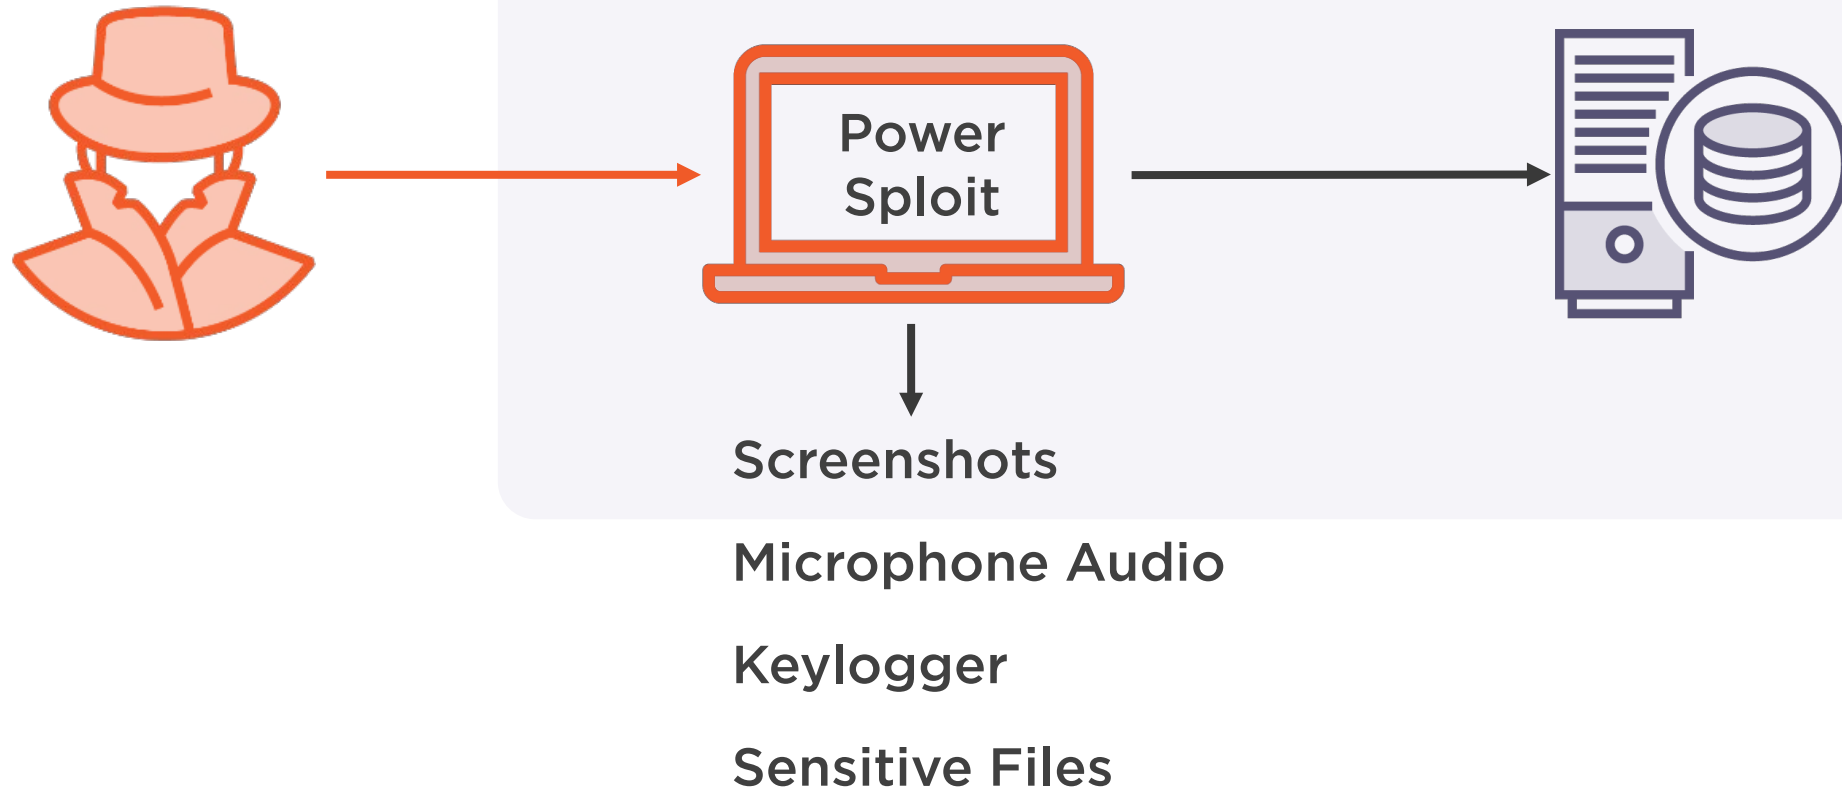 Power
Sploit
Screenshots
Microphone Audio
Keylogger
Sensitive Files